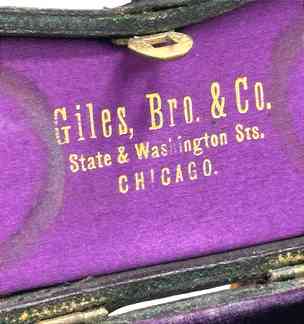 Giles, Bro. & Co.
State & Washington Sts.
CHICAGO.